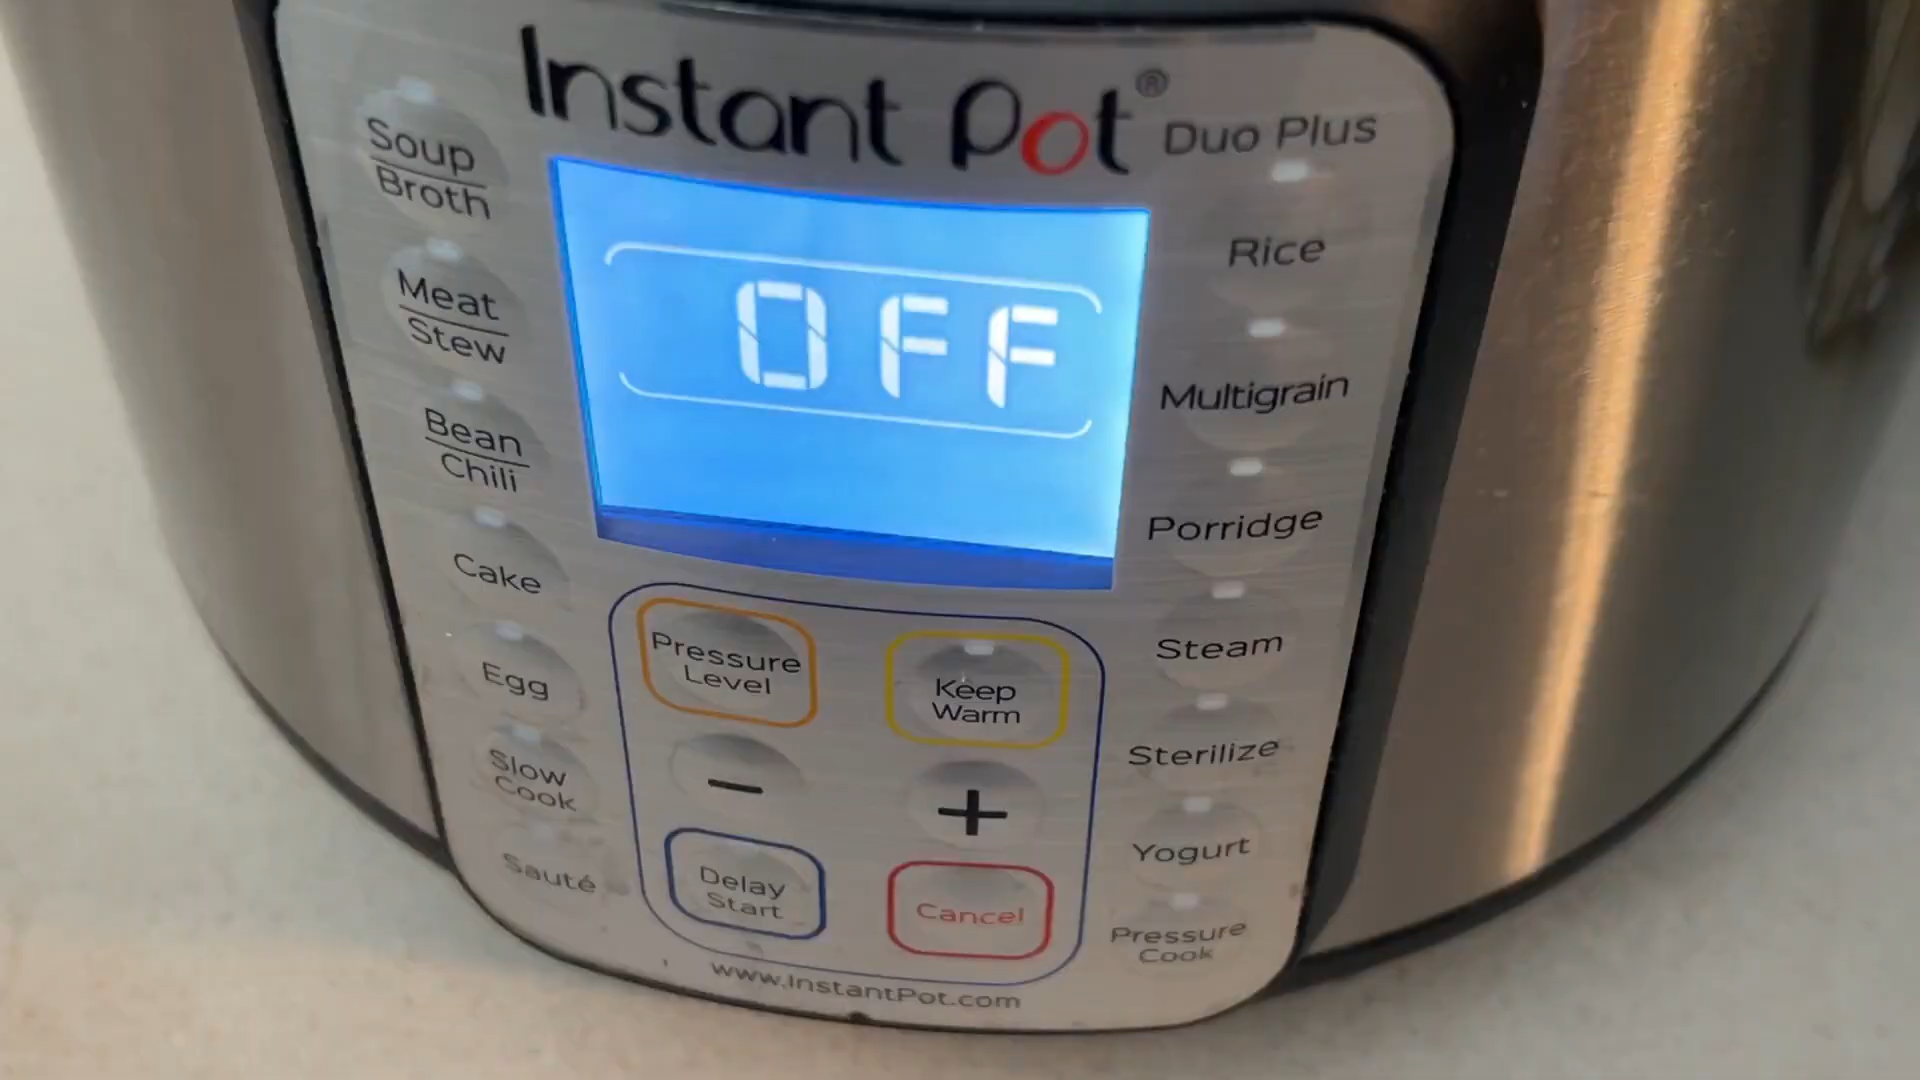 Instant Pot® Duo Plus
OFF
Soup
Broth
Meat
Stew
Bean
Chili
Cake
Egg
Slow
Cook
Sauté
Pressure
Level
Keep
Warm
−
+
Delay
Start
Cancel
Rice
Multigrain
Porridge
Steam
Sterilize
Yogurt
Pressure
Cook
www.InstantPot.com